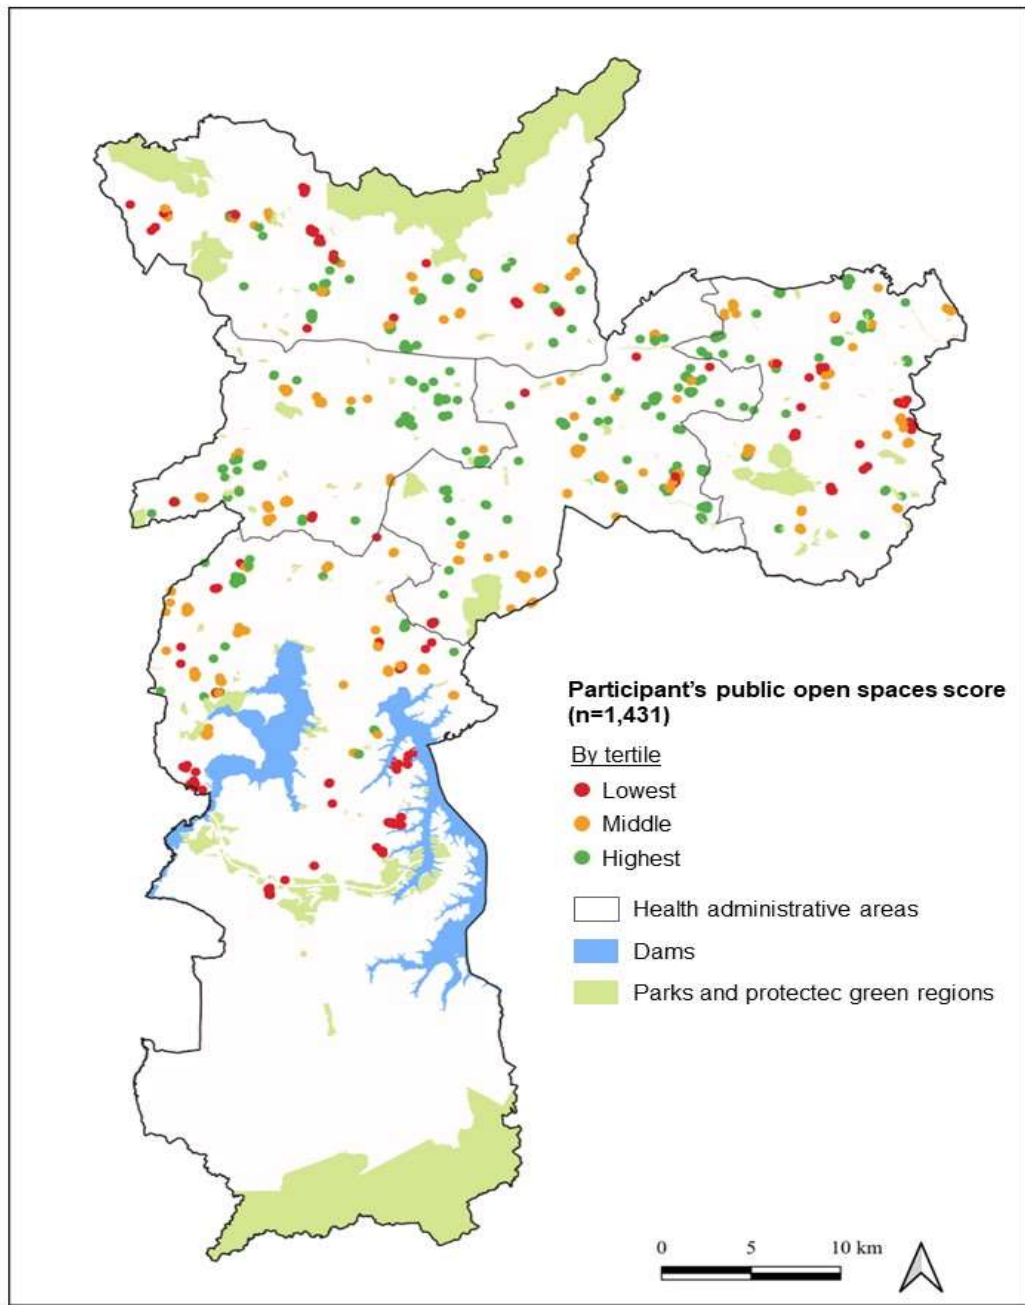 Participant's public open spaces score
(n=1,431)
By tertile
Lowest
Middle
Highest
Health administrative areas
Dams
Parks and protectec green regions
0 5 10 km